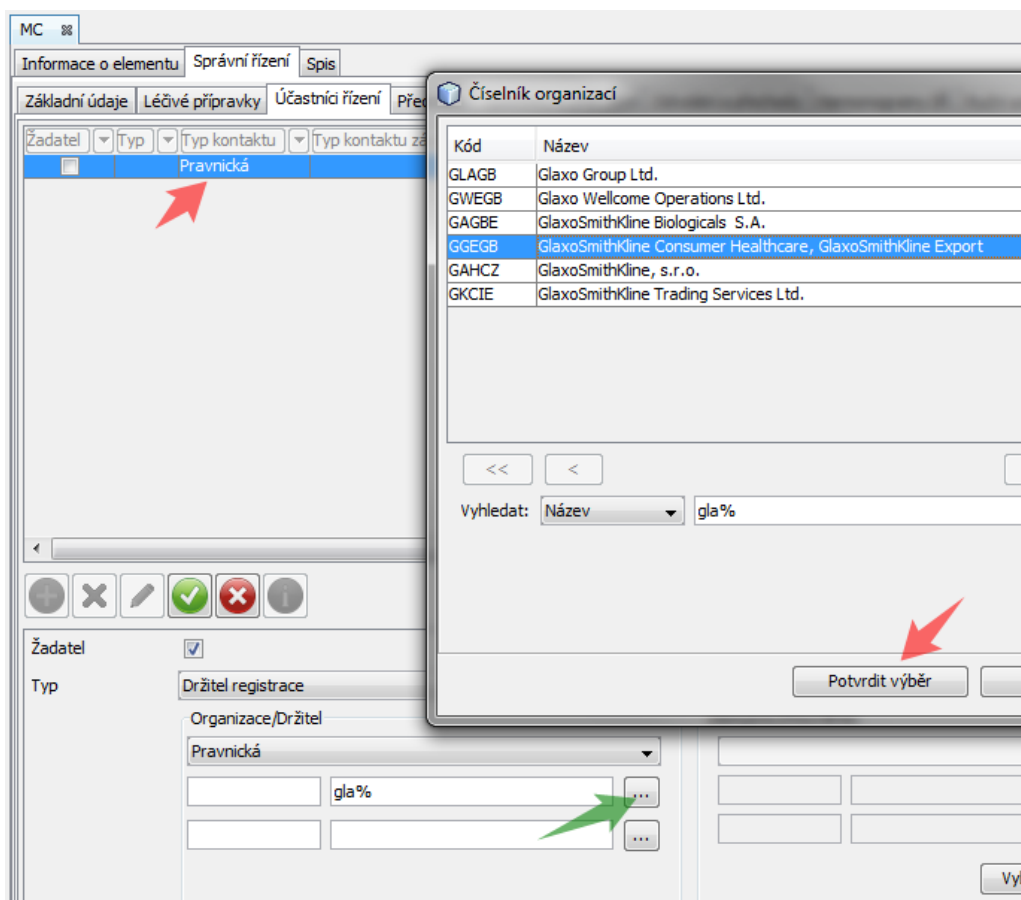 MC
Informace o elementu Správní řízení Spis
Základní údaje Léčivé přípravky Účastníci řízení
Žadatel Typ Typ kontaktu Typ kontaktu
Pravnická
Číselník organizací
Kód Název
GLAGB Glaxo Group Ltd.
GWEGB Glaxo Wellcome Operations Ltd.
GAGBE GlaxoSmithKline Biologicals S.A.
GGEGB GlaxoSmithKline Consumer Healthcare, GlaxoSmithKline Export
GAHCZ GlaxoSmithKline, s.r.o.
GKCIE GlaxoSmithKline Trading Services Ltd.
<< <
Vyhledat: Název gla%
Potvrdit výběr
Žadatel
Typ Držitel registrace
Organizace/Držitel
Pravnická
gla% ...
...